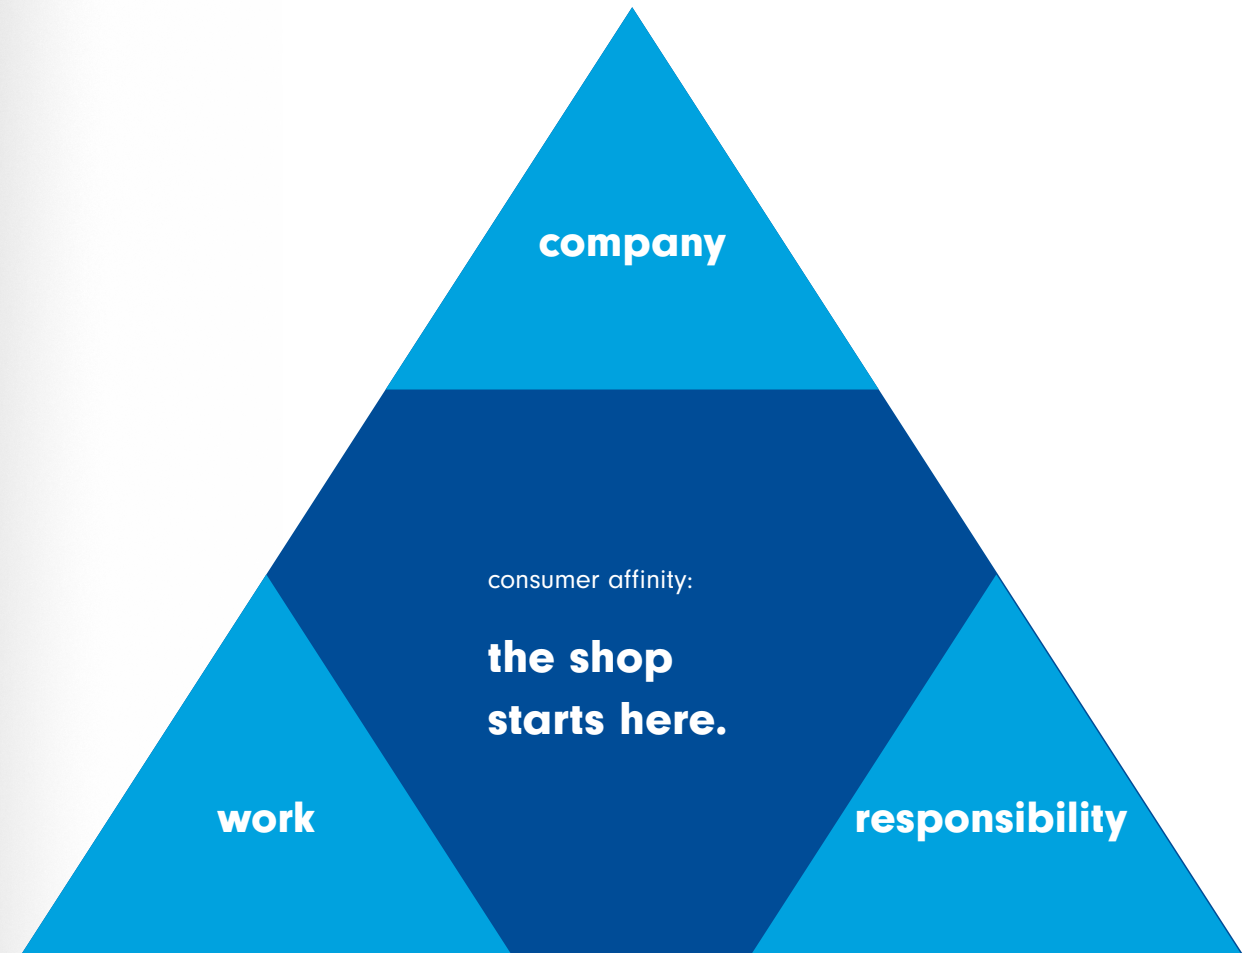 company
consumer affinity:
the shop
starts here.
work
responsibility